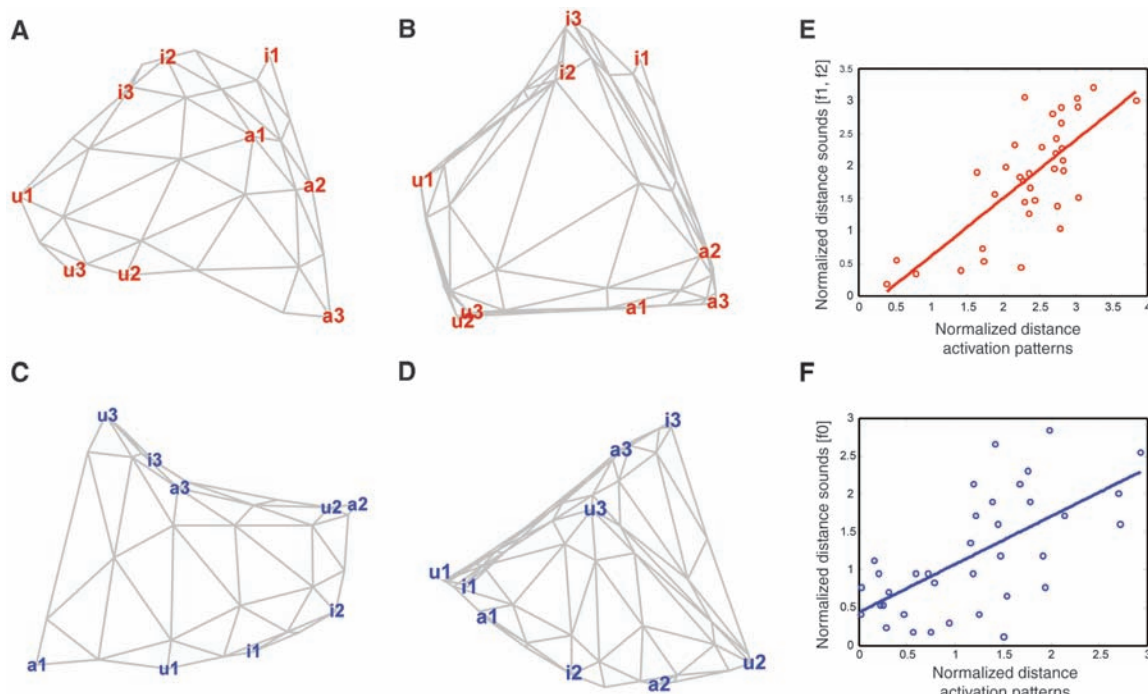 A
i2
i1
i3
a1
a2
u1
u3
u2
a3
B
i3
i1
i2
u1
a2
u3
u2
a1
a3
E
Normalized distance sounds [f1, f2]
3.5
3
2.5
2
1.5
1
0.5
0
0 0.5 1 1.5 2 2.5 3 3.5 4
Normalized distance
activation patterns
C
u3
i3
a3
u2 a2
i2
i1
a1
u1
D
i3
a3
u3
u1
i1
a1
i2
a2
u2
F
Normalized distance sounds [f0]
3
2.5
2
1.5
1
0.5
0
0 0.5 1 1.5 2 2.5 3
Normalized distance
activation patterns